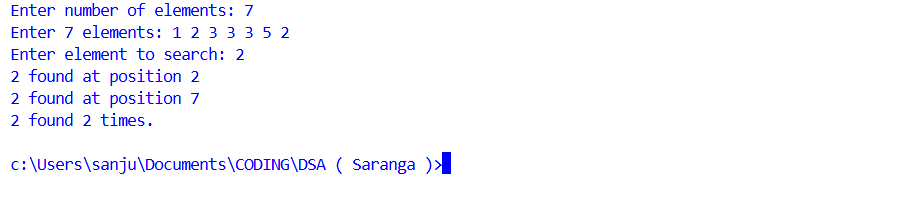 Enter number of elements: 7
Enter 7 elements: 1 2 3 3 3 5 2
Enter element to search: 2
2 found at position 2
2 found at position 7
2 found 2 times.
c:\Users\sanju\Documents\CODING\DSA ( Saranga )>